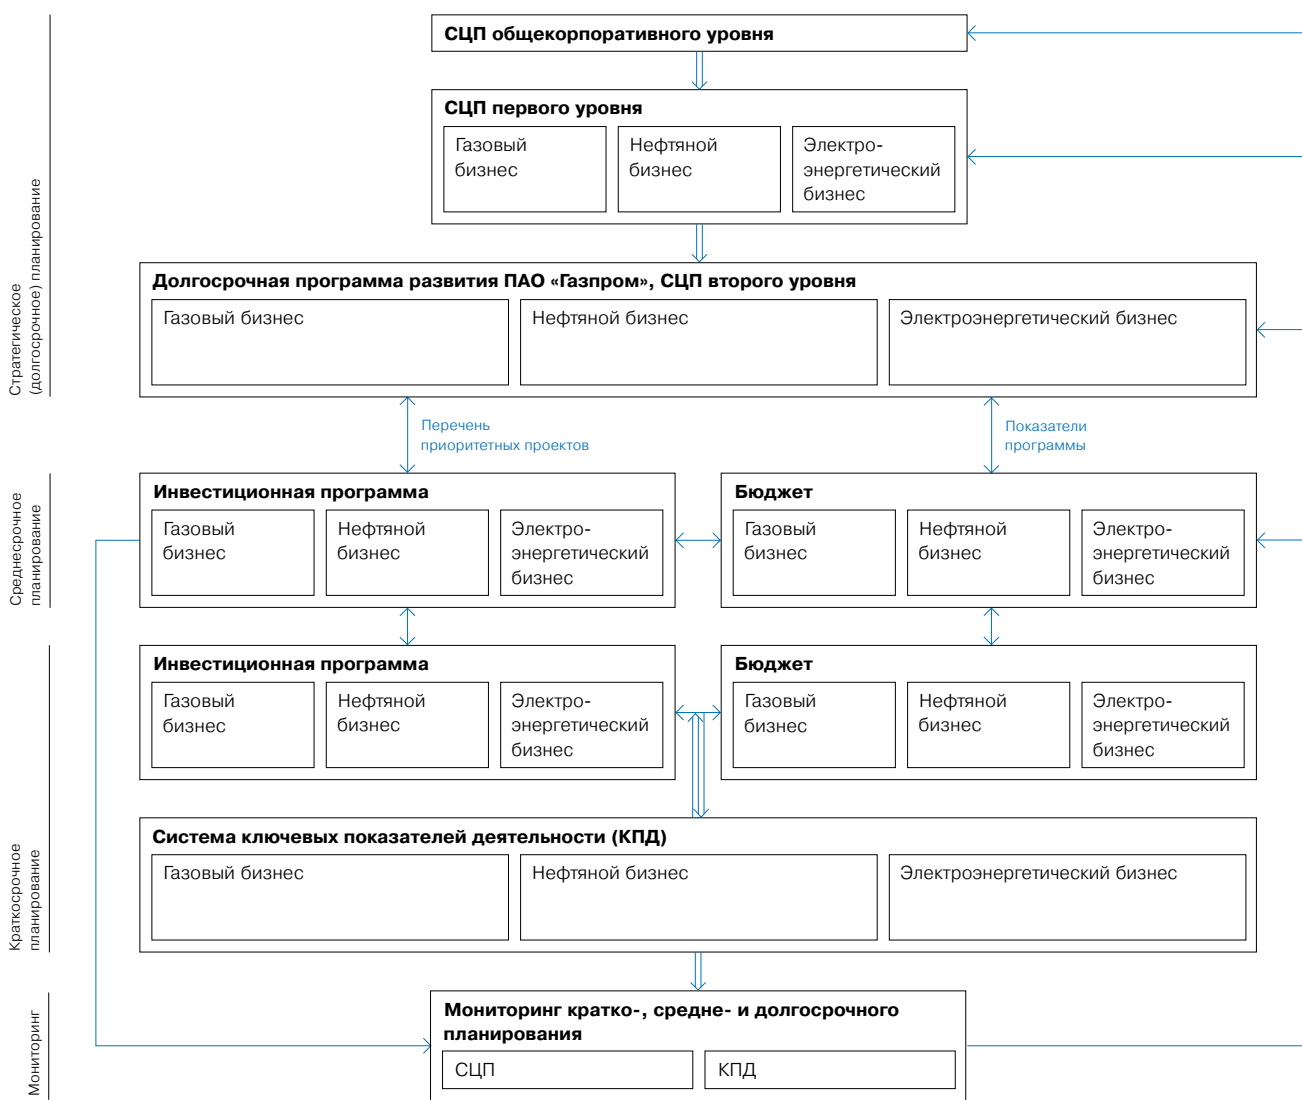 СЦП общекорпоративного уровня
СЦП первого уровня
Газовый
бизнес
Нефтяной
бизнес
Электро-
энергетический
бизнес
Стратегическое
(долгосрочное) планирование
Долгосрочная программа развития ПАО «Газпром», СЦП второго уровня
Газовый бизнес
Нефтяной бизнес
Электроэнергетический бизнес
Перечень
приоритетных проектов
Показатели
программы
Среднесрочное
планирование
Инвестиционная программа
Газовый
бизнес
Нефтяной
бизнес
Электро-
энергетический
бизнес
Бюджет
Газовый
бизнес
Нефтяной
бизнес
Электро-
энергетический
бизнес
Краткосрочное
планирование
Инвестиционная программа
Газовый
бизнес
Нефтяной
бизнес
Электро-
энергетический
бизнес
Бюджет
Газовый
бизнес
Нефтяной
бизнес
Электро-
энергетический
бизнес
Система ключевых показателей деятельности (КПД)
Газовый бизнес
Нефтяной бизнес
Электроэнергетический бизнес
Мониторинг
Мониторинг кратко-, средне- и долгосрочного
планирования
СЦП
КПД